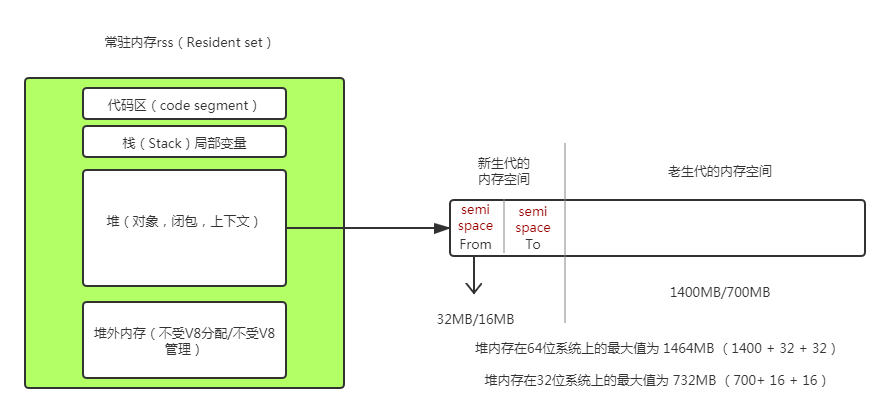 常驻内存rss（Resident set）
代码区（code segment）
栈（Stack）局部变量
堆（对象，闭包，上下文）
堆外内存（不受V8分配/不受V8
管理）
新生代的
内存空间
老生代的内存空间
semi
space
From
semi
space
To
32MB/16MB
1400MB/700MB
堆内存在64位系统上的最大值为 1464MB （1400 + 32 + 32）
堆内存在32位系统上的最大值为 732MB （700+ 16 + 16）